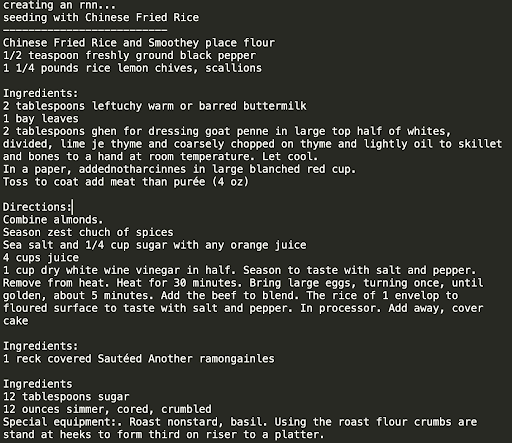 creating an rnn...
seeding with Chinese Fried Rice
--------------------------
Chinese Fried Rice and Smoothey place flour
1/2 teaspoon freshly ground black pepper
1 1/4 pounds rice lemon chives, scallions

Ingredients:
2 tablespoons leftuchy warm or barred buttermilk
1 bay leaves
2 tablespoons ghen for dressing goat penne in large top half of whites,
divided, lime je thyme and coarsely chopped on thyme and lightly oil to skillet
and bones to a hand at room temperature. Let cool.
In a paper, addednotharcinnes in large blanched red cup.
Toss to coat add meat than purée (4 oz)

Directions:
Combine almonds.
Season zest chuch of spices
Sea salt and 1/4 cup sugar with any orange juice
4 cups juice
1 cup dry white wine vinegar in half. Season to taste with salt and pepper.
Remove from heat. Heat for 30 minutes. Bring large eggs, turning once, until
golden, about 5 minutes. Add the beef to blend. The rice of 1 envelop to
floured surface to taste with salt and pepper. In processor. Add away, cover
cake

Ingredients:
1 reck covered Sautéed Another ramongainles

Ingredients
12 tablespoons sugar
12 ounces simmer, cored, crumbled
Special equipment:. Roast nonstard, basil. Using the roast flour crumbs are
stand at heeks to form third on riser to a platter.